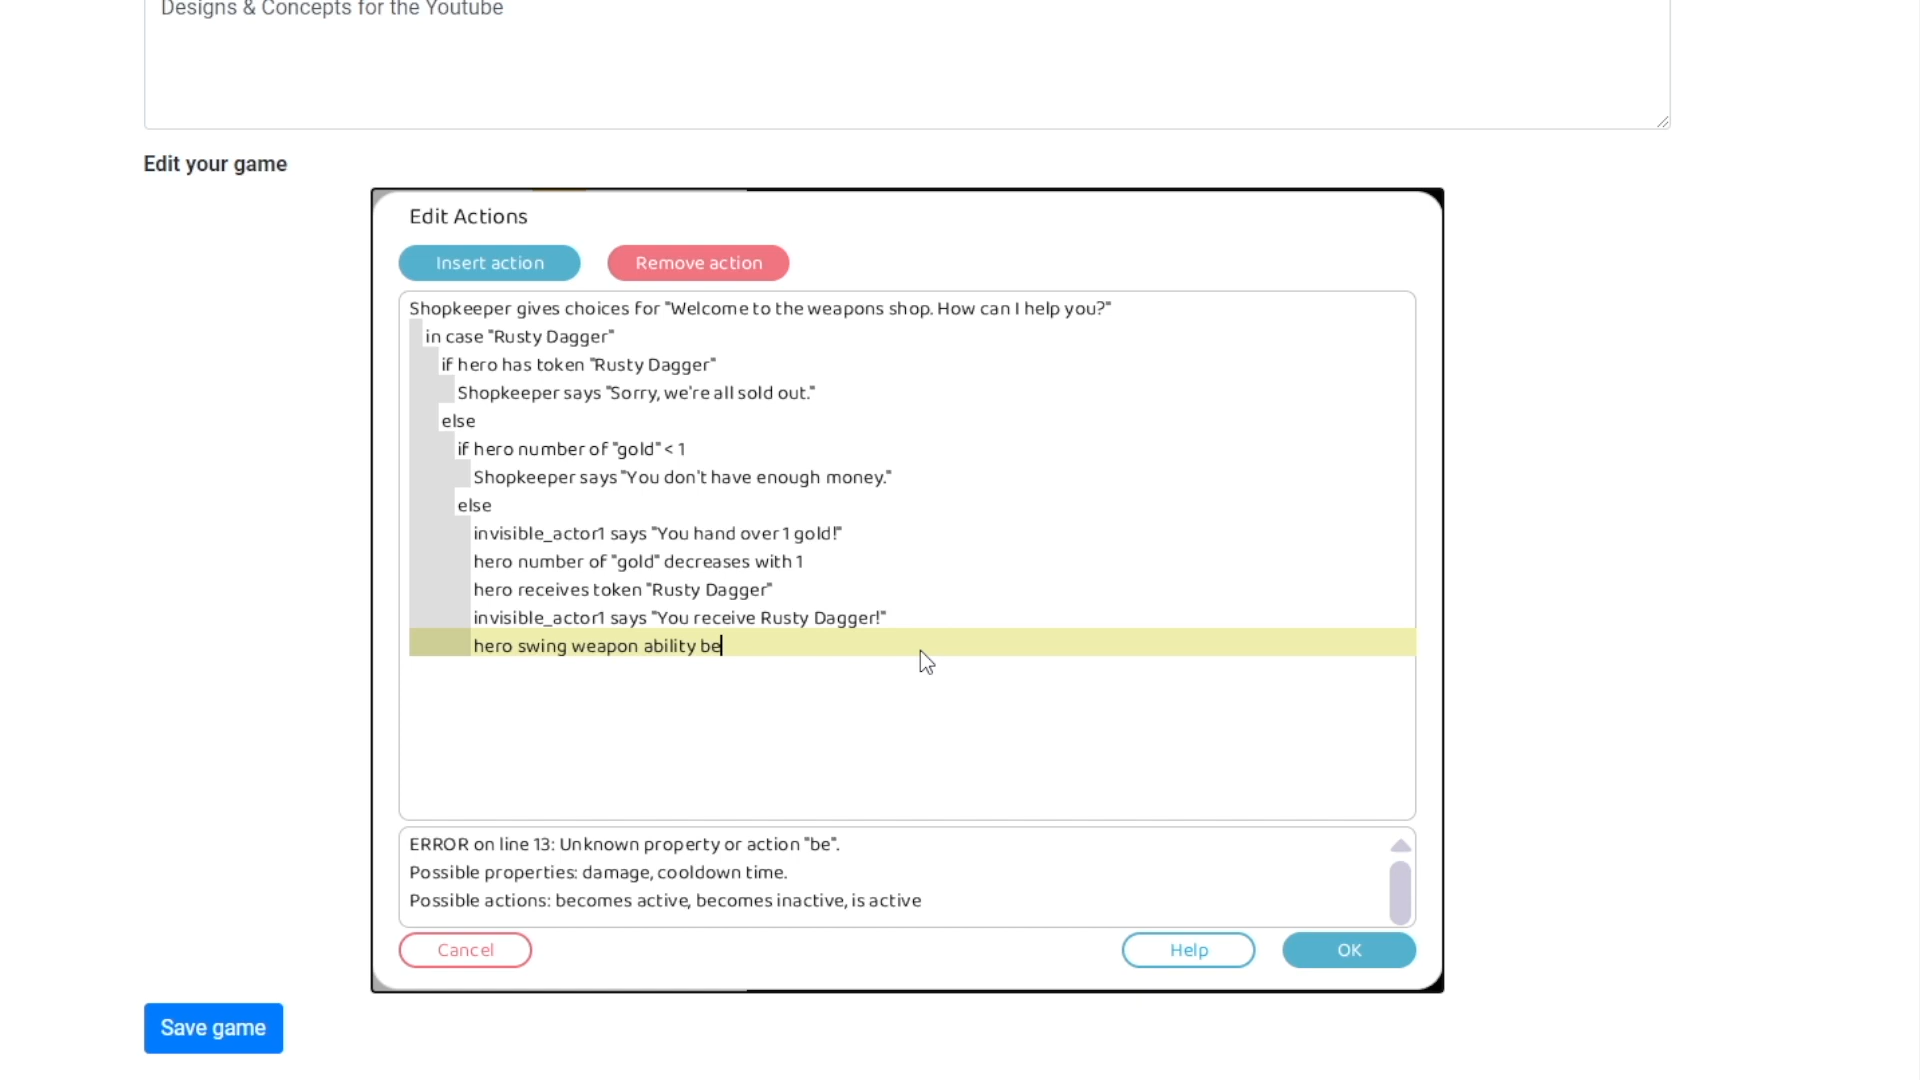 Designs & Concepts for the Youtube
Edit your game
Edit Actions
Insert action
Remove action
Shopkeeper gives choices for "Welcome to the weapons shop. How can I help you?"
in case "Rusty Dagger"
if hero has token "Rusty Dagger"
Shopkeeper says "Sorry, we're all sold out."
else
if hero number of "gold" < 1
Shopkeeper says "You don't have enough money."
else
invisible_actor1 says "You hand over 1 gold!"
hero number of "gold" decreases with 1
hero receives token "Rusty Dagger"
invisible_actor1 says "You receive Rusty Dagger!"
hero swing weapon ability be
ERROR on line 13: Unknown property or action "be".
Possible properties: damage, cooldown time.
Possible actions: becomes active, becomes inactive, is active
Cancel
Help
OK
Save game